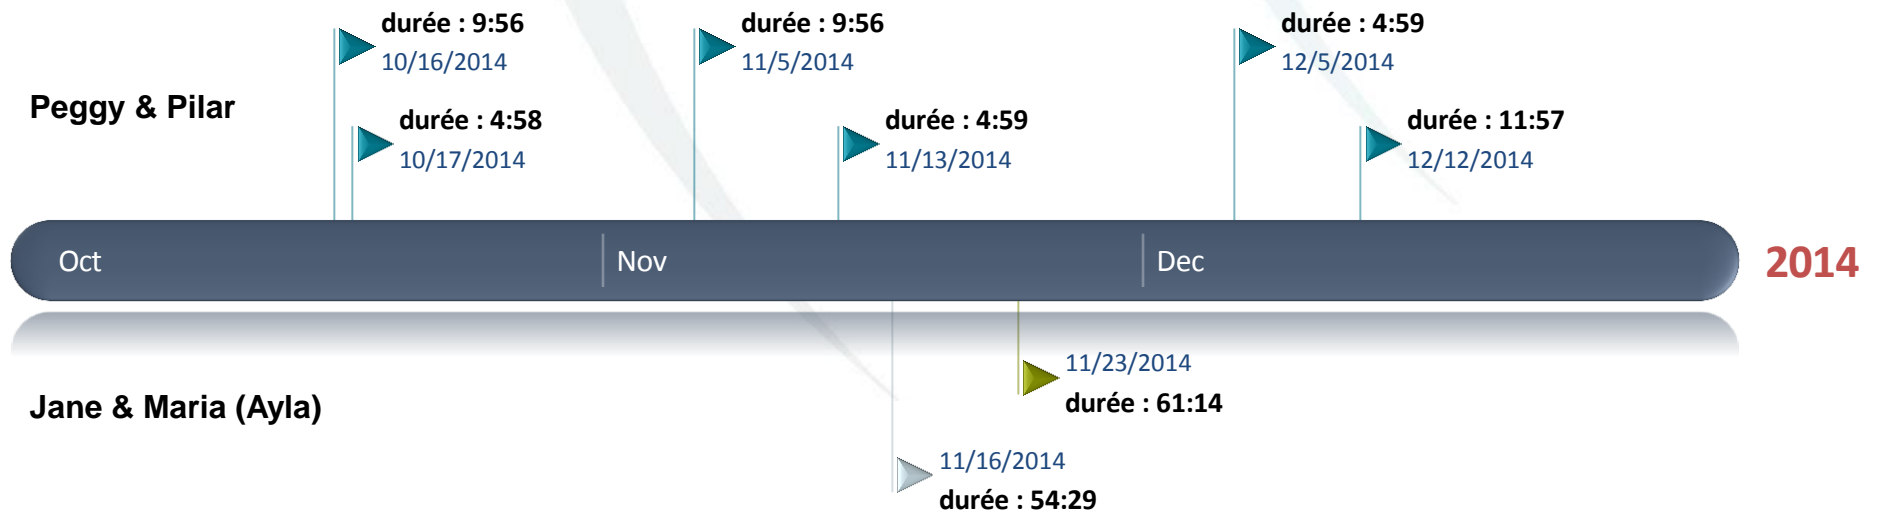 durée : 9:56
10/16/2014
durée : 9:56
11/5/2014
durée : 4:59
12/5/2014
Peggy & Pilar
durée : 4:58
10/17/2014
durée : 4:59
11/13/2014
durée : 11:57
12/12/2014
Oct
Nov
Dec
2014
11/23/2014
durée : 61:14
Jane & Maria (Ayla)
11/16/2014
durée : 54:29